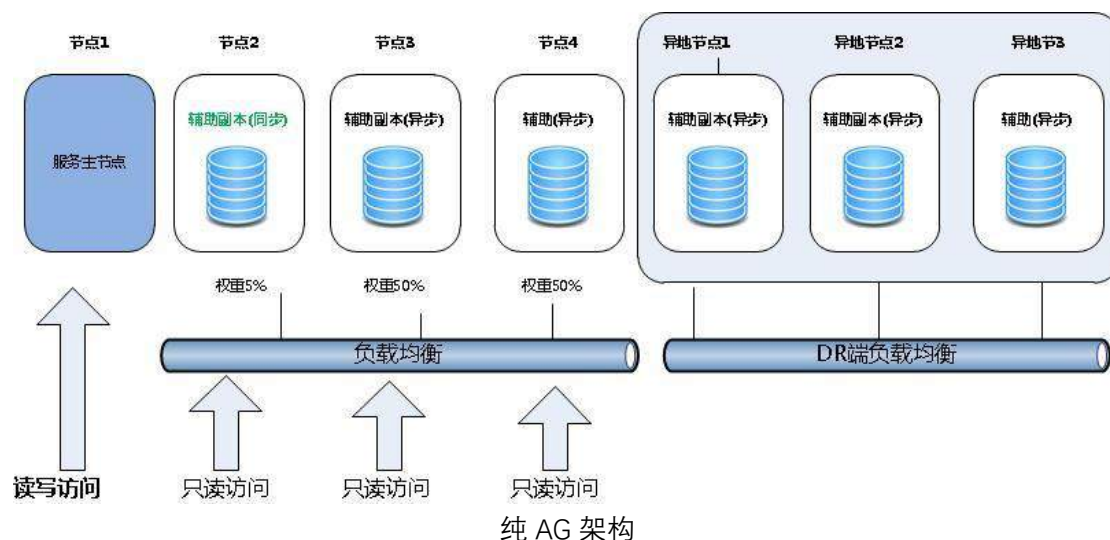 节点1 节点2 节点3 节点4 异地节点1 异地节点2 异地节3
服务主节点 辅助副本(同步) 辅助副本(异步) 辅助(异步) 辅助副本(异步) 辅助副本(异步) 辅助(异步)
权重5% 权重50% 权重50%
负载均衡 DR端负载均衡
读写访问 只读访问 只读访问 只读访问
纯 AG 架构